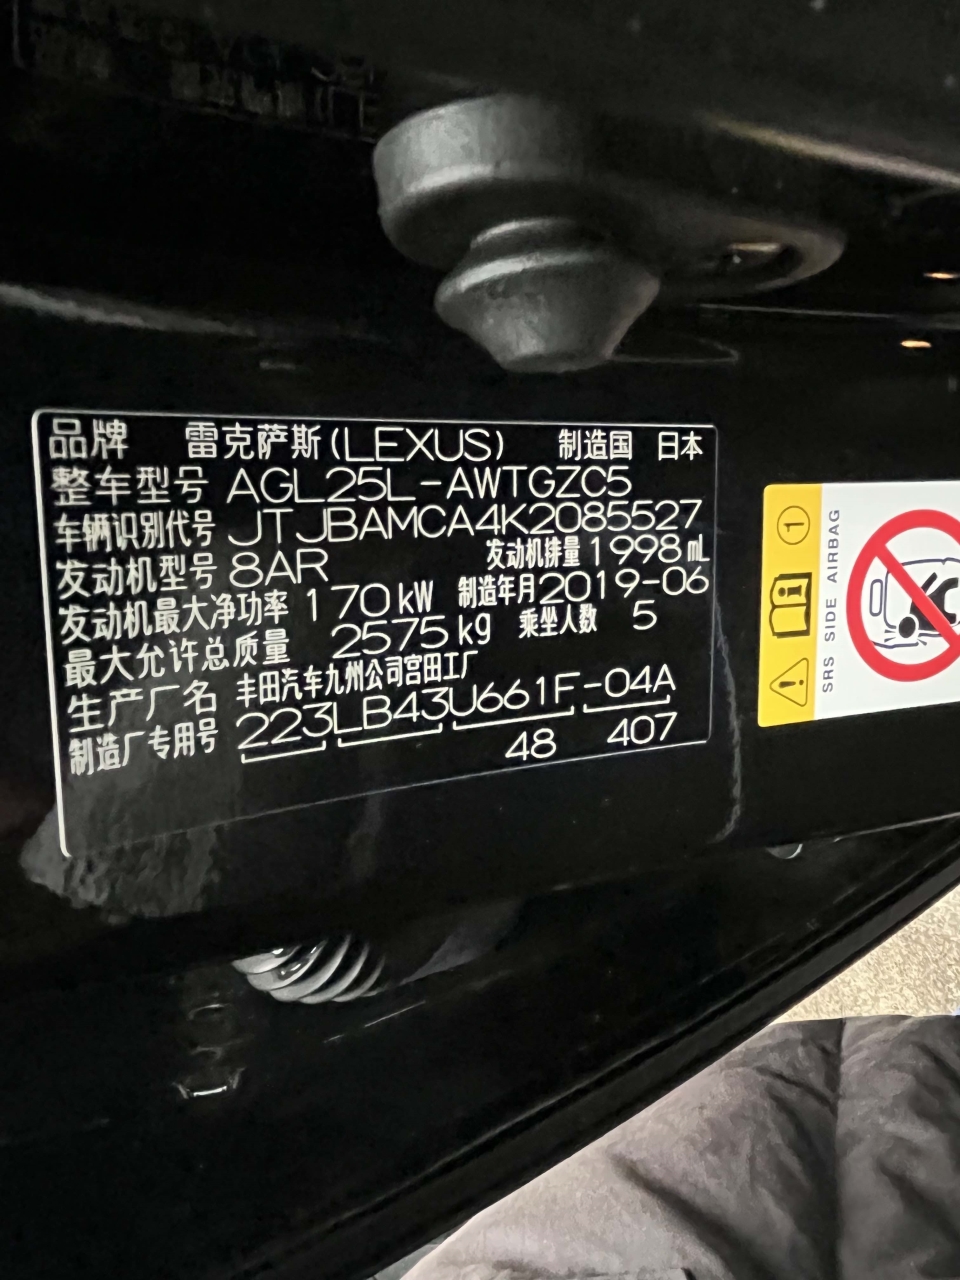 品牌 雷克萨斯(LEXUS) 制造国 日本
整车型号 AGL25L-AWTGZC5
车辆识别代号 JTJBAMCA4K2085527
发动机型号 8AR 发动机排量 1998mL
发动机最大净功率 170kW 制造年月 2019-06
最大允许总质量 2575kg 乘坐人数 5
生产厂名 丰田汽车九州公司宫田工厂
制造厂专用号 223LB43U661F-04A
48 407
1
SRS SIDE AIRBAG